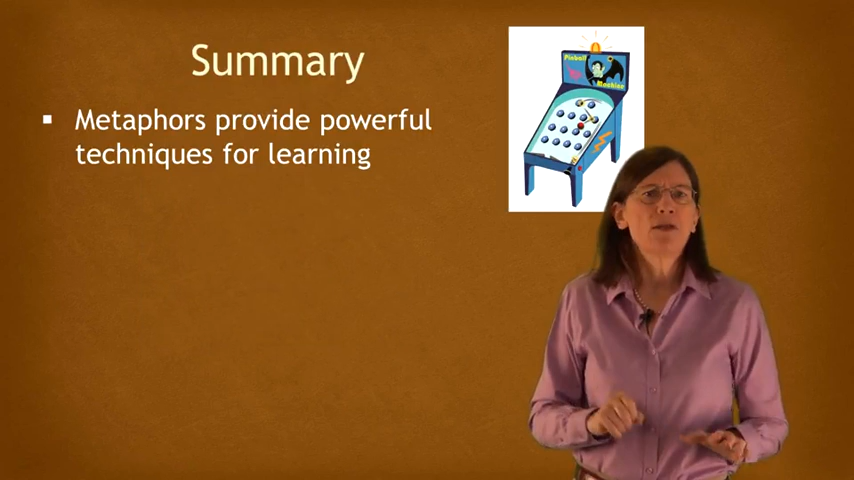 Summary
Pinball
Machine
▪ Metaphors provide powerful
techniques for learning